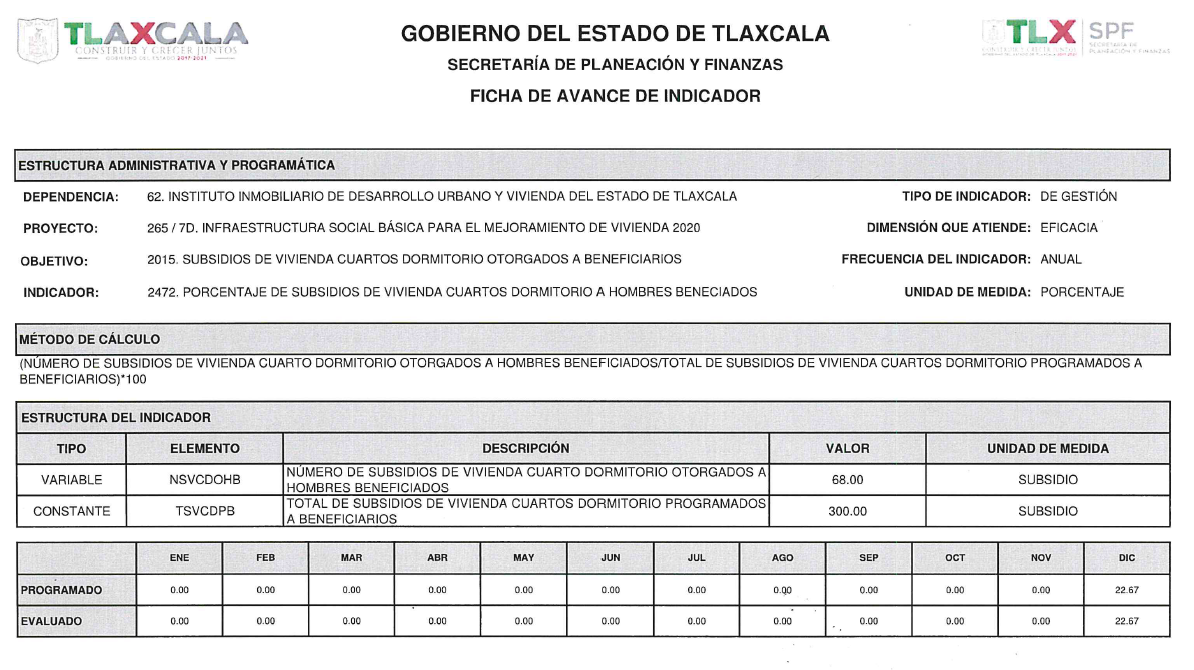 TLAXCALA
CONSTRUIR Y CRECER JUNTOS
GOBIERNO DEL ESTADO 2017-2021
GOBIERNO DEL ESTADO DE TLAXCALA
SECRETARÍA DE PLANEACIÓN Y FINANZAS
FICHA DE AVANCE DE INDICADOR
TLX SPF
CONSTRUIR Y CRECER JUNTOS
SECRETARÍA DE
PLANEACIÓN Y FINANZAS
ESTRUCTURA ADMINISTRATIVA Y PROGRAMÁTICA
DEPENDENCIA: 62. INSTITUTO INMOBILIARIO DE DESARROLLO URBANO Y VIVIENDA DEL ESTADO DE TLAXCALA TIPO DE INDICADOR: DE GESTIÓN
PROYECTO: 265 / 7D. INFRAESTRUCTURA SOCIAL BÁSICA PARA EL MEJORAMIENTO DE VIVIENDA 2020 DIMENSIÓN QUE ATIENDE: EFICACIA
OBJETIVO: 2015. SUBSIDIOS DE VIVIENDA CUARTOS DORMITORIO OTORGADOS A BENEFICIARIOS FRECUENCIA DEL INDICADOR: ANUAL
INDICADOR: 2472. PORCENTAJE DE SUBSIDIOS DE VIVIENDA CUARTOS DORMITORIO A HOMBRES BENECIADOS UNIDAD DE MEDIDA: PORCENTAJE
MÉTODO DE CÁLCULO
(NÚMERO DE SUBSIDIOS DE VIVIENDA CUARTO DORMITORIO OTORGADOS A HOMBRES BENEFICIADOS/TOTAL DE SUBSIDIOS DE VIVIENDA CUARTOS DORMITORIO PROGRAMADOS A
BENEFICIARIOS)*100
ESTRUCTURA DEL INDICADOR
TIPO ELEMENTO DESCRIPCIÓN VALOR UNIDAD DE MEDIDA
VARIABLE NSVCDOHB NÚMERO DE SUBSIDIOS DE VIVIENDA CUARTO DORMITORIO OTORGADOS A
HOMBRES BENEFICIADOS 68.00 SUBSIDIO
CONSTANTE TSVCDPB TOTAL DE SUBSIDIOS DE VIVIENDA CUARTOS DORMITORIO PROGRAMADOS
A BENEFICIARIOS 300.00 SUBSIDIO
ENE FEB MAR ABR MAY JUN JUL AGO SEP OCT NOV DIC
PROGRAMADO 0.00 0.00 0.00 0.00 0.00 0.00 0.00 0.00 0.00 0.00 0.00 22.67
EVALUADO 0.00 0.00 0.00 0.00 0.00 0.00 0.00 0.00 0.00 0.00 0.00 22.67